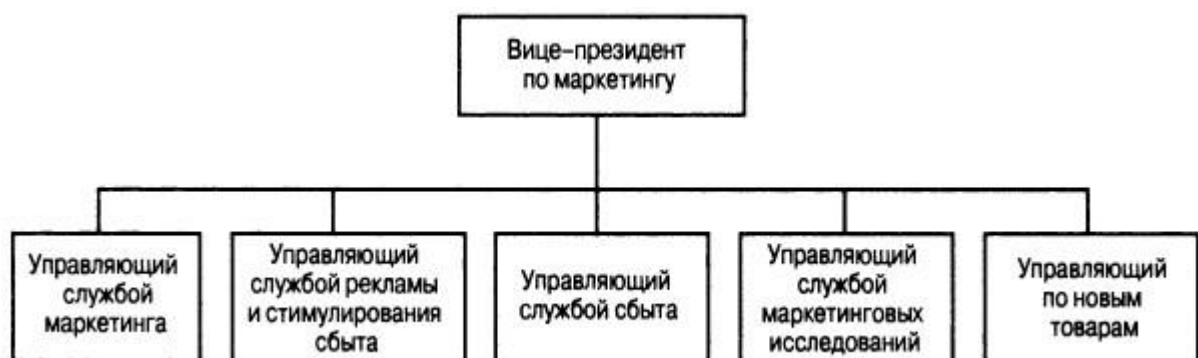 Вице-президент
по маркетингу
Управляющий
службой
маркетинга
Управляющий
службой рекламы
и стимулирования
сбыта
Управляющий
службой сбыта
Управляющий
службой
маркетинговых
исследований
Управляющий
по новым
товарам